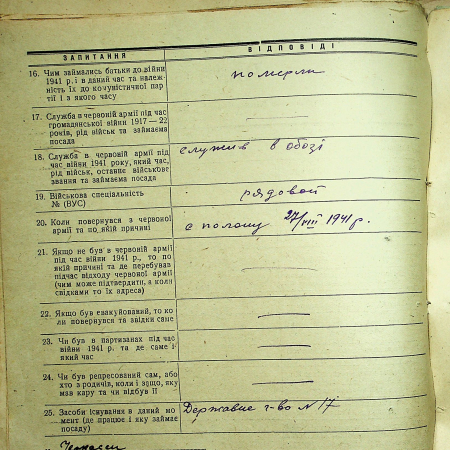 ЗАПИТАННЯ ВІДПОВІДІ
16. Чим займались батьки до війни
1941 р. і в даний час та належ-
ність їх до комуністичної пар
тії і з якого часу
померли
17. Служба в червоній армії під час
громадянської війни 1917—22
років, рід військ та займаєма
посада
18. Служба в червоній армії під
час війни 1941 року, який час,
рід військ, останнє військове
звання та займаєма посада
служив в обозі
19. Військова спеціальність
№ (ВУС)
рядовой
20. Коли повернувся з червоної
армії та по якій причині
с полону 27/VIII 1941 р.
21. Якщо не був в червоній армії
під час війни 1941 р., то по
якій причині та де перебував
підчас відходу червоної армії
(чим може підтвердити, а коли
свідками то їх адреса)
22. Якщо був евакуйований, то ко
ли повернувся та звідки саме
23. Чи був в партизанах під час
війни 1941 р. та де саме і
який час
24. Чи був репресований сам, або
хто з родичів, коли і защо, яку
мав кару та чи відбув її
25. Засоби існування в даний мо
мент (де працює і яку займає
посаду)
Державне г-во N 17